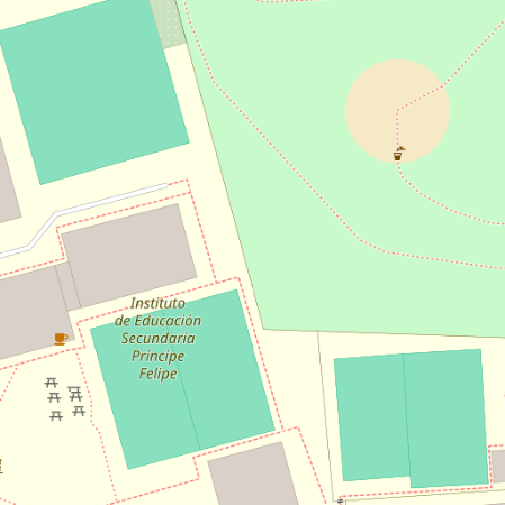 Instituto
de Educación
Secundaria
Príncipe
Felipe